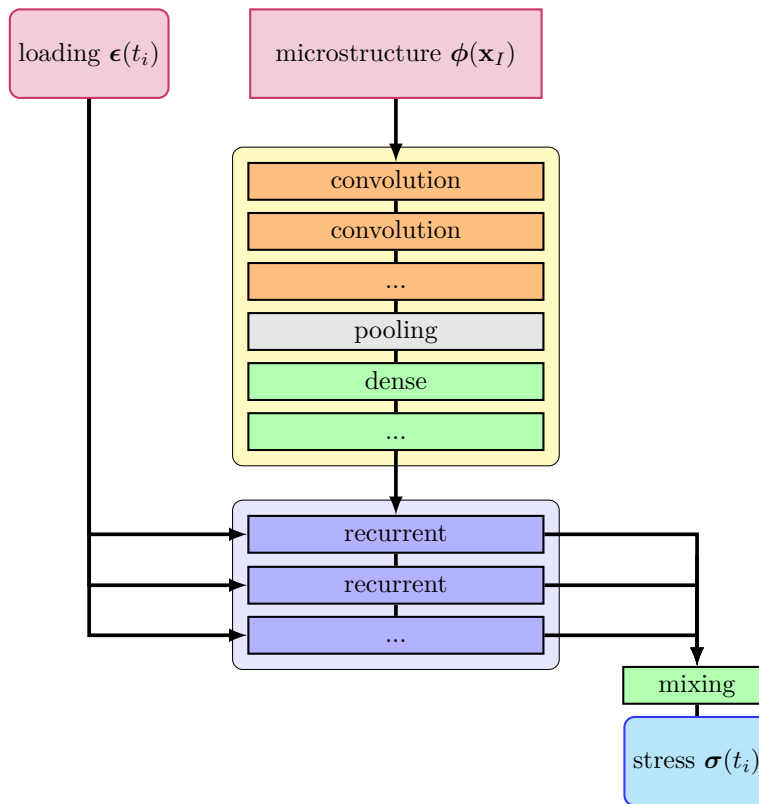 loading ϵ(tᵢ)
microstructure ϕ(x_I)
convolution
convolution
...
pooling
dense
...
recurrent
recurrent
...
mixing
stress σ(tᵢ)